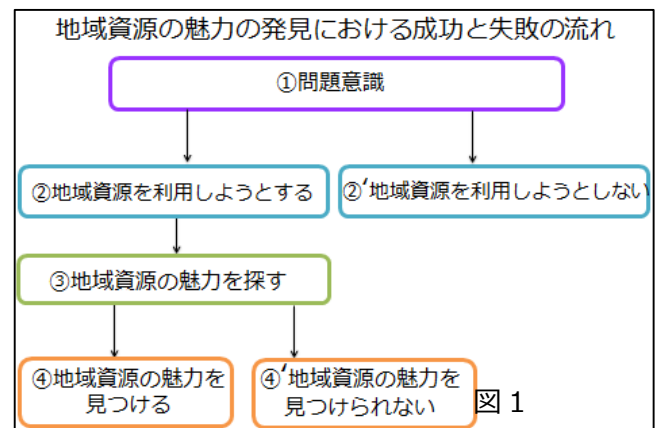 地域資源の魅力の発見における成功と失敗の流れ
①問題意識
②地域資源を利用しようとする
②′地域資源を利用しようとしない
③地域資源の魅力を探す
④地域資源の魅力を
見つける
④′地域資源の魅力を
見つけられない
図1